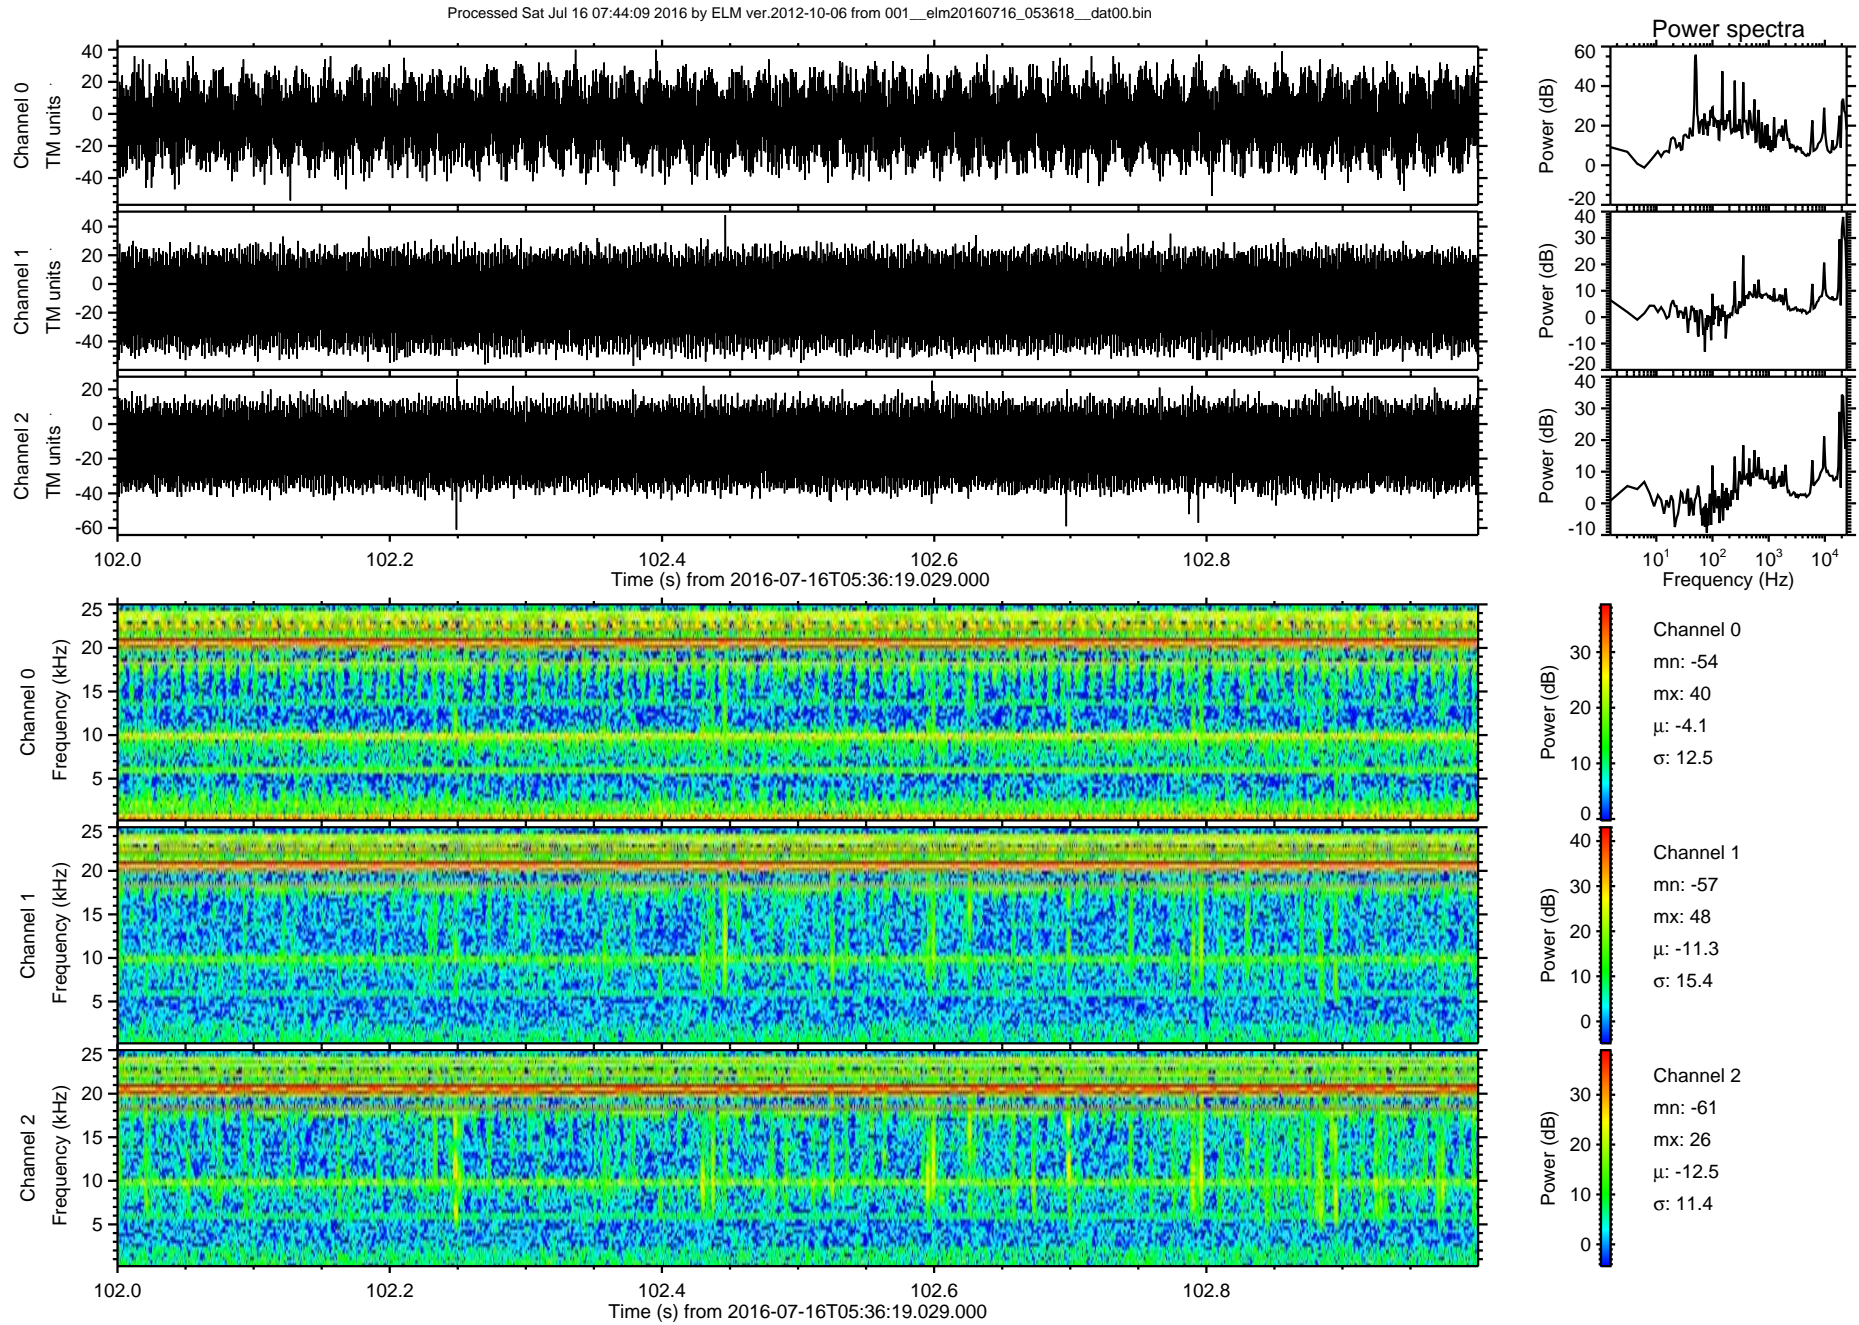 Processed Sat Jul 16 07:44:09 2016 by ELM ver.2012-10-06 from 001__elm20160716_053618__dat00.bin
Power spectra
Channel 0
TM units
40
20
0
-20
-40
Power (dB)
60
40
20
0
-20
Channel 1
TM units
40
20
0
-20
-40
Power (dB)
40
30
20
10
0
-10
-20
Channel 2
TM units
20
0
-20
-40
-60
Power (dB)
40
30
20
10
0
-10
102.0 102.2 102.4 102.6 102.8
Time (s) from 2016-07-16T05:36:19.029.000
10^1 10^2 10^3 10^4
Frequency (Hz)
Channel 0
Frequency (kHz)
25
20
15
10
5
Power (dB)
30
20
10
0
Channel 0
mn: -54
mx: 40
μ: -4.1
σ: 12.5
Channel 1
Frequency (kHz)
25
20
15
10
5
Power (dB)
40
30
20
10
0
Channel 1
mn: -57
mx: 48
μ: -11.3
σ: 15.4
Channel 2
Frequency (kHz)
25
20
15
10
5
Power (dB)
30
20
10
0
Channel 2
mn: -61
mx: 26
μ: -12.5
σ: 11.4
102.0 102.2 102.4 102.6 102.8
Time (s) from 2016-07-16T05:36:19.029.000